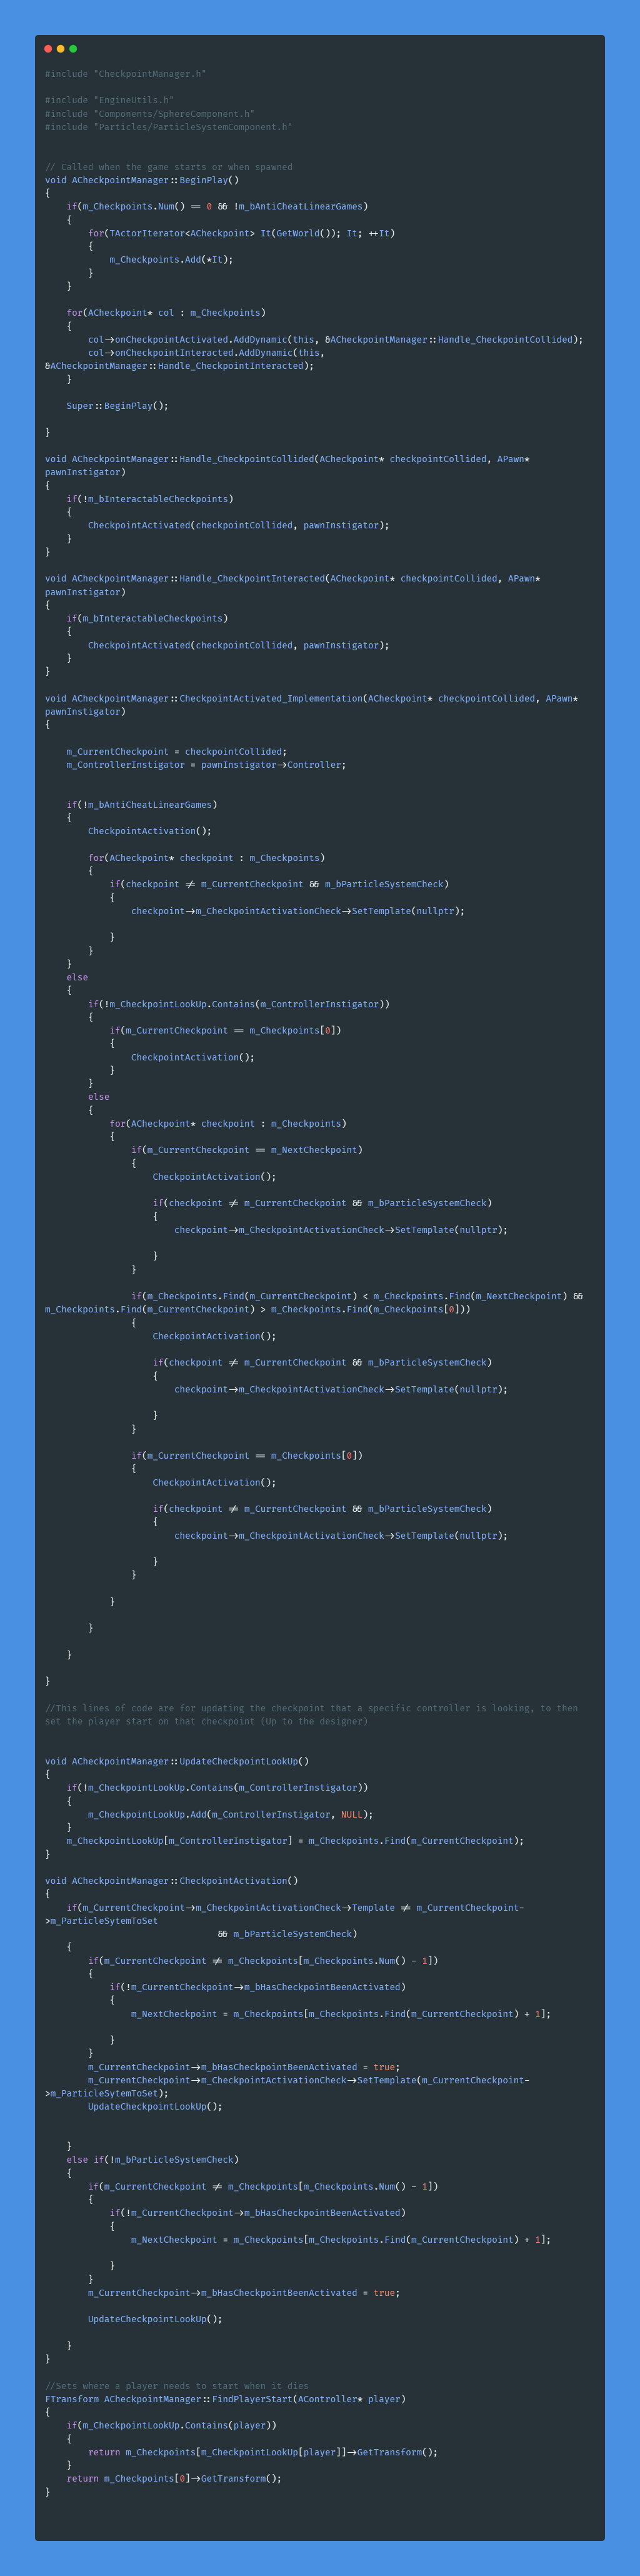 #include "CheckpointManager.h"

#include "EngineUtils.h"
#include "Components/SphereComponent.h"
#include "Particles/ParticleSystemComponent.h"


// Called when the game starts or when spawned
void ACheckpointManager::BeginPlay()
{
    if(m_Checkpoints.Num() == 0 && !m_bAntiCheatLinearGames)
    {
        for(TActorIterator<ACheckpoint> It(GetWorld()); It; ++It)
        {
            m_Checkpoints.Add(*It);
        }
    }

    for(ACheckpoint* col : m_Checkpoints)
    {
        col->onCheckpointActivated.AddDynamic(this, &ACheckpointManager::Handle_CheckpointCollided);
        col->onCheckpointInteracted.AddDynamic(this,
&ACheckpointManager::Handle_CheckpointInteracted);
    }

    Super::BeginPlay();

}

void ACheckpointManager::Handle_CheckpointCollided(ACheckpoint* checkpointCollided, APawn*
pawnInstigator)
{
    if(!m_bInteractableCheckpoints)
    {
        CheckpointActivated(checkpointCollided, pawnInstigator);
    }
}

void ACheckpointManager::Handle_CheckpointInteracted(ACheckpoint* checkpointCollided, APawn*
pawnInstigator)
{
    if(m_bInteractableCheckpoints)
    {
        CheckpointActivated(checkpointCollided, pawnInstigator);
    }
}

void ACheckpointManager::CheckpointActivated_Implementation(ACheckpoint* checkpointCollided, APawn*
pawnInstigator)
{

    m_CurrentCheckpoint = checkpointCollided;
    m_ControllerInstigator = pawnInstigator->Controller;


    if(!m_bAntiCheatLinearGames)
    {
        CheckpointActivation();

        for(ACheckpoint* checkpoint : m_Checkpoints)
        {
            if(checkpoint != m_CurrentCheckpoint && m_bParticleSystemCheck)
            {
                checkpoint->m_CheckpointActivationCheck->SetTemplate(nullptr);

            }
        }
    }
    else
    {
        if(!m_CheckpointLookUp.Contains(m_ControllerInstigator))
        {
            if(m_CurrentCheckpoint == m_Checkpoints[0])
            {
                CheckpointActivation();
            }
        }
        else
        {
            for(ACheckpoint* checkpoint : m_Checkpoints)
            {
                if(m_CurrentCheckpoint == m_NextCheckpoint)
                {
                    CheckpointActivation();

                    if(checkpoint != m_CurrentCheckpoint && m_bParticleSystemCheck)
                    {
                        checkpoint->m_CheckpointActivationCheck->SetTemplate(nullptr);

                    }
                }

                if(m_Checkpoints.Find(m_CurrentCheckpoint) < m_Checkpoints.Find(m_NextCheckpoint) &&
m_Checkpoints.Find(m_CurrentCheckpoint) > m_Checkpoints.Find(m_Checkpoints[0]))
                {
                    CheckpointActivation();

                    if(checkpoint != m_CurrentCheckpoint && m_bParticleSystemCheck)
                    {
                        checkpoint->m_CheckpointActivationCheck->SetTemplate(nullptr);

                    }
                }

                if(m_CurrentCheckpoint == m_Checkpoints[0])
                {
                    CheckpointActivation();

                    if(checkpoint != m_CurrentCheckpoint && m_bParticleSystemCheck)
                    {
                        checkpoint->m_CheckpointActivationCheck->SetTemplate(nullptr);

                    }
                }

            }

        }

    }

}

//This lines of code are for updating the checkpoint that a specific controller is looking, to then
set the player start on that checkpoint (Up to the designer)


void ACheckpointManager::UpdateCheckpointLookUp()
{
    if(!m_CheckpointLookUp.Contains(m_ControllerInstigator))
    {
        m_CheckpointLookUp.Add(m_ControllerInstigator, NULL);
    }
    m_CheckpointLookUp[m_ControllerInstigator] = m_Checkpoints.Find(m_CurrentCheckpoint);
}

void ACheckpointManager::CheckpointActivation()
{
    if(m_CurrentCheckpoint->m_CheckpointActivationCheck->Template != m_CurrentCheckpoint-
>m_ParticleSytemToSet
                                && m_bParticleSystemCheck)
    {
        if(m_CurrentCheckpoint != m_Checkpoints[m_Checkpoints.Num() - 1])
        {
            if(!m_CurrentCheckpoint->m_bHasCheckpointBeenActivated)
            {
                m_NextCheckpoint = m_Checkpoints[m_Checkpoints.Find(m_CurrentCheckpoint) + 1];

            }
        }
        m_CurrentCheckpoint->m_bHasCheckpointBeenActivated = true;
        m_CurrentCheckpoint->m_CheckpointActivationCheck->SetTemplate(m_CurrentCheckpoint-
>m_ParticleSytemToSet);
        UpdateCheckpointLookUp();


    }
    else if(!m_bParticleSystemCheck)
    {
        if(m_CurrentCheckpoint != m_Checkpoints[m_Checkpoints.Num() - 1])
        {
            if(!m_CurrentCheckpoint->m_bHasCheckpointBeenActivated)
            {
                m_NextCheckpoint = m_Checkpoints[m_Checkpoints.Find(m_CurrentCheckpoint) + 1];

            }
        }
        m_CurrentCheckpoint->m_bHasCheckpointBeenActivated = true;

        UpdateCheckpointLookUp();

    }
}

//Sets where a player needs to start when it dies
FTransform ACheckpointManager::FindPlayerStart(AController* player)
{
    if(m_CheckpointLookUp.Contains(player))
    {
        return m_Checkpoints[m_CheckpointLookUp[player]]->GetTransform();
    }
    return m_Checkpoints[0]->GetTransform();
}